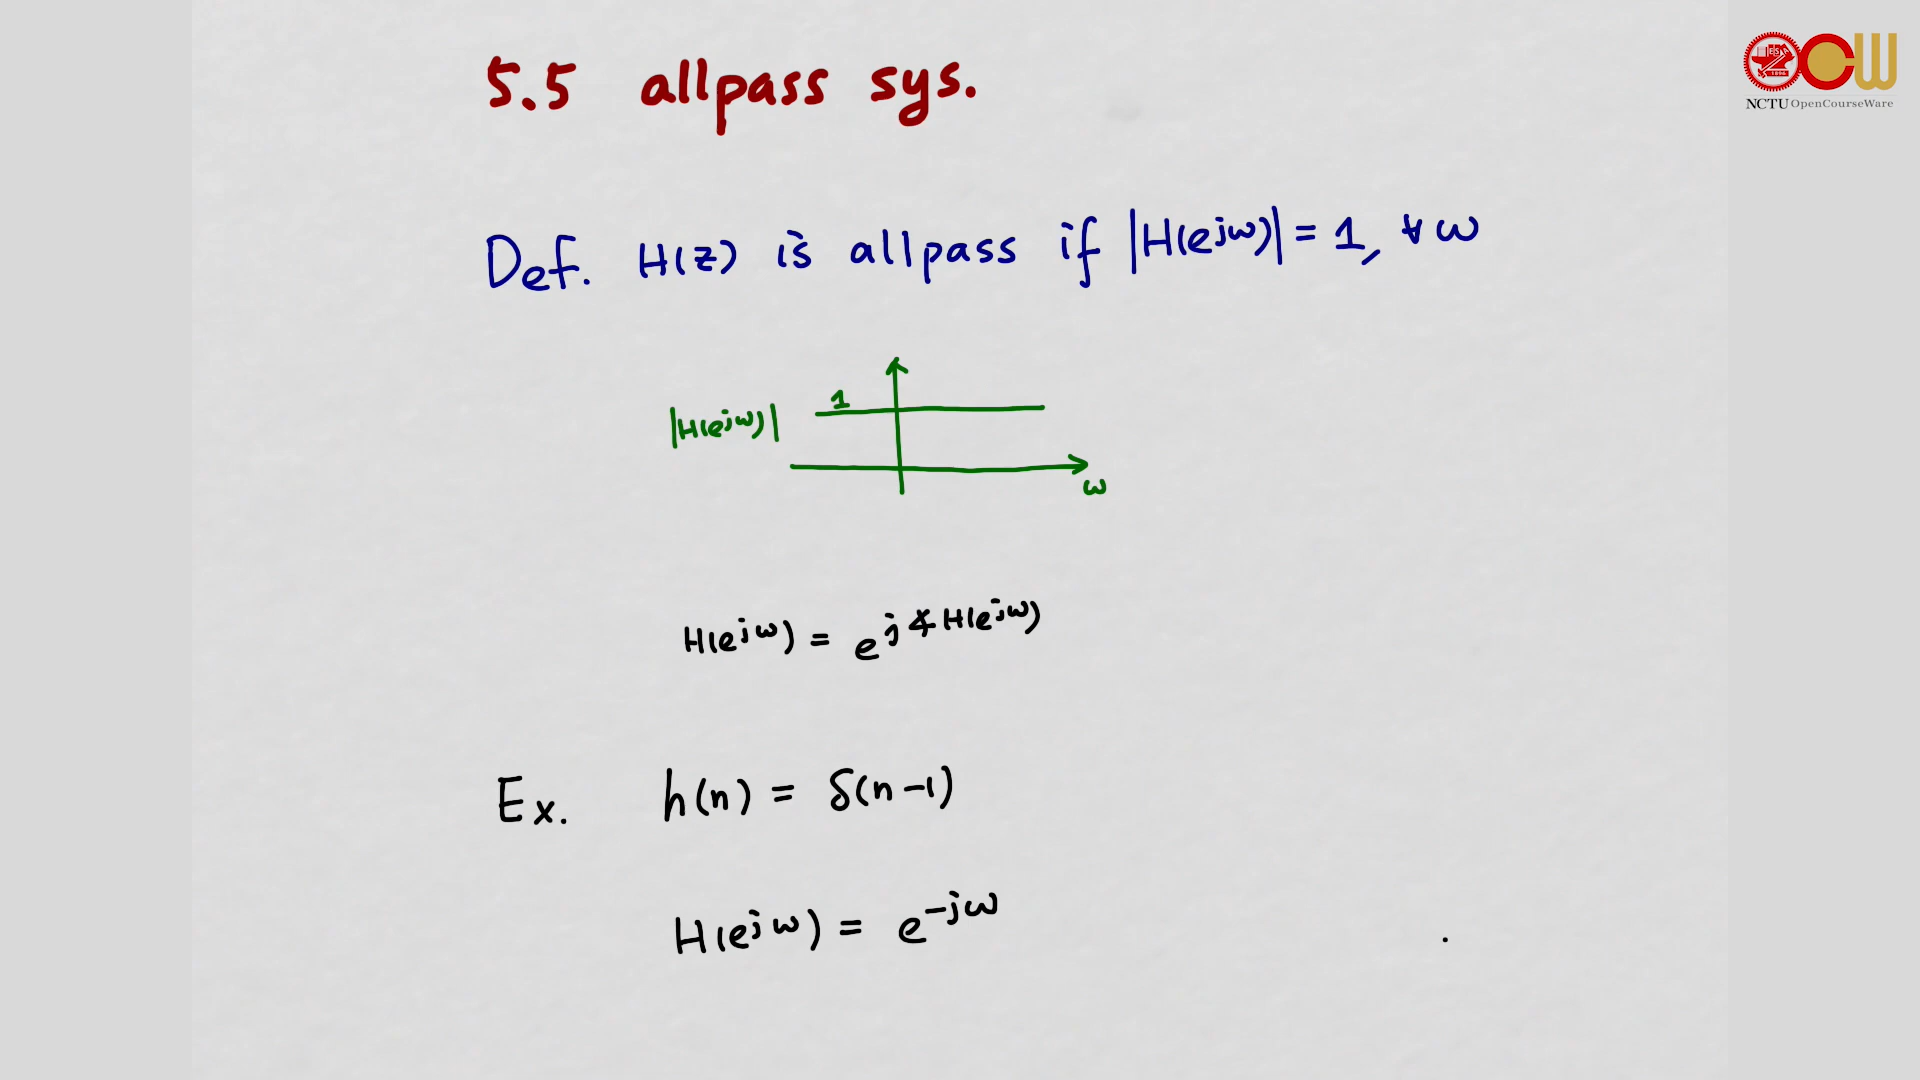 5.5 allpass sys.
NCTU OpenCourseWare
Def. H(z) is allpass if |H(e^jω)| = 1, ∀ω
1
|H(e^jω)|
ω
H(e^jω) = e^j∡H(e^jω)
Ex. h(n) = δ(n-1)
H(e^jω) = e^-jω